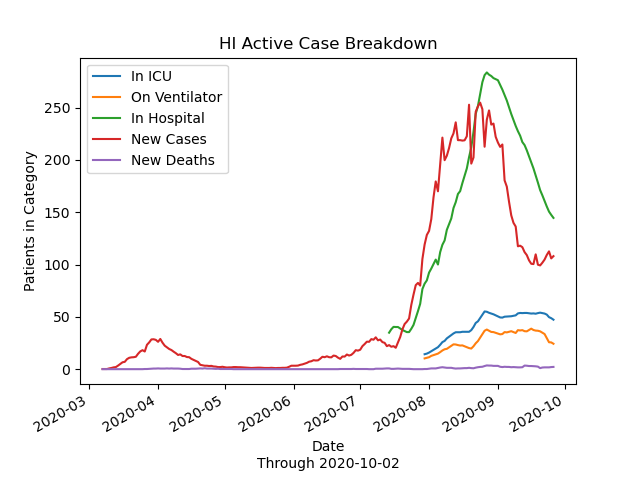 HI Active Case Breakdown
In ICU
On Ventilator
In Hospital
New Cases
New Deaths
Patients in Category
250
200
150
100
50
0
2020-03
2020-04
2020-05
2020-06
2020-07
2020-08
2020-09
2020-10
Date
Through 2020-10-02